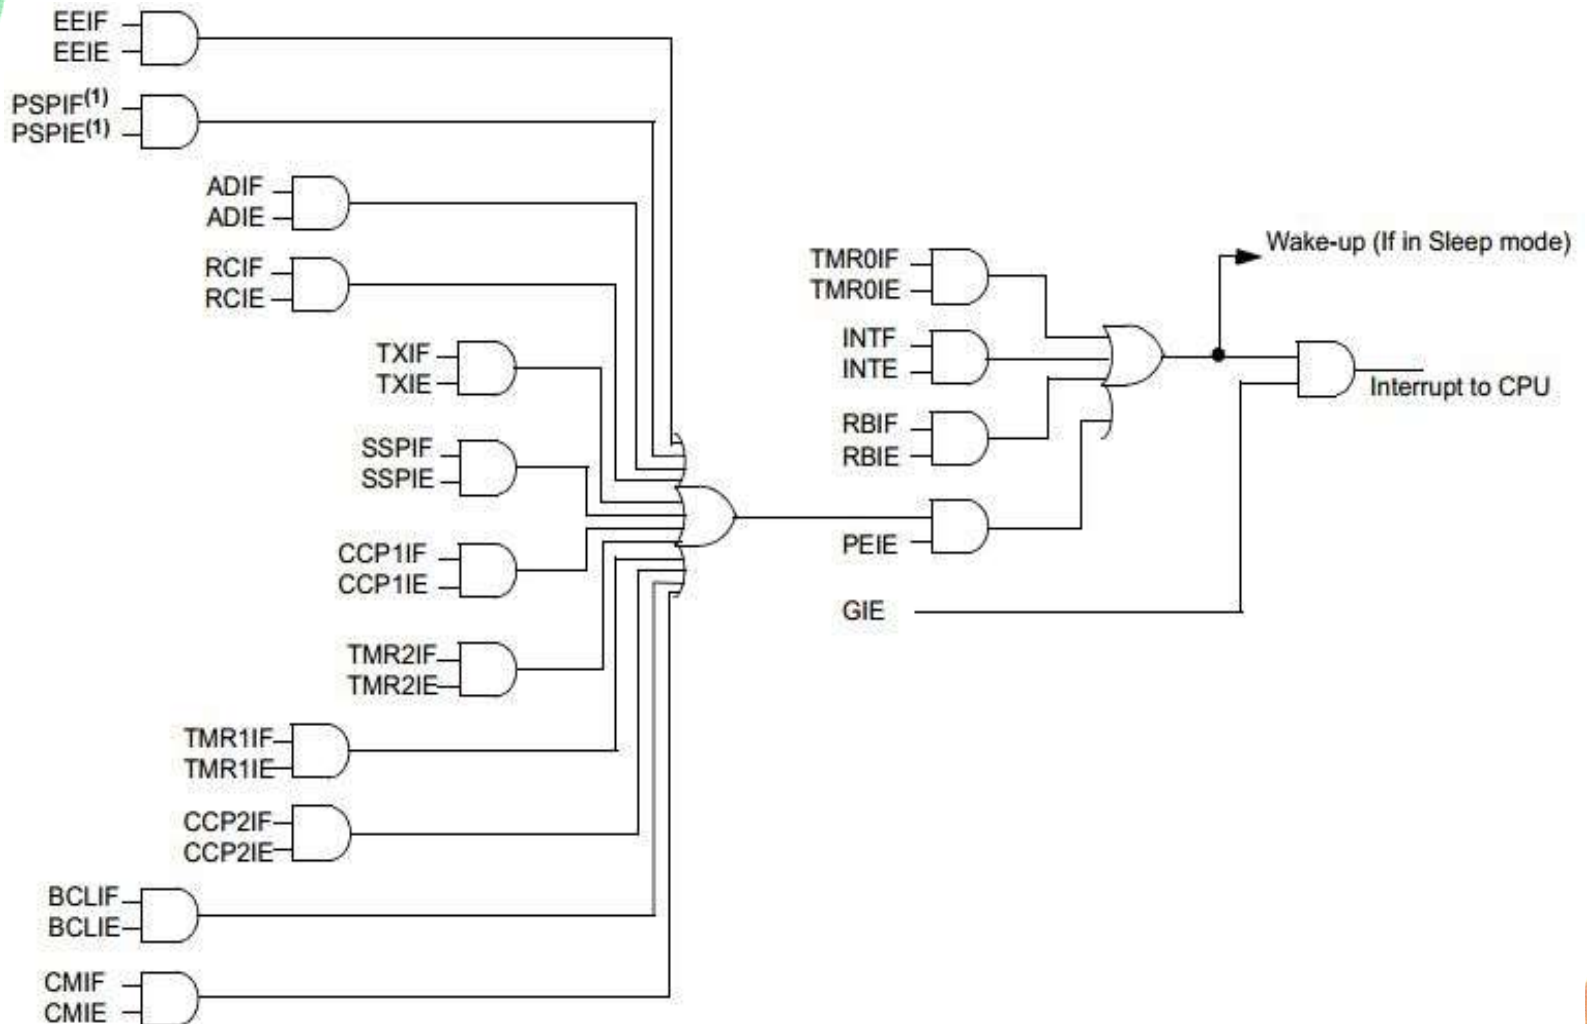 EEIF
EEIE
PSPIF(1)
PSPIE(1)
ADIF
ADIE
RCIF
RCIE
TXIF
TXIE
SSPIF
SSPIE
CCP1IF
CCP1IE
TMR2IF
TMR2IE
TMR1IF
TMR1IE
CCP2IF
CCP2IE
BCLIF
BCLIE
CMIF
CMIE
TMR0IF
TMR0IE
INTF
INTE
RBIF
RBIE
PEIE
GIE
Wake-up (If in Sleep mode)
Interrupt to CPU